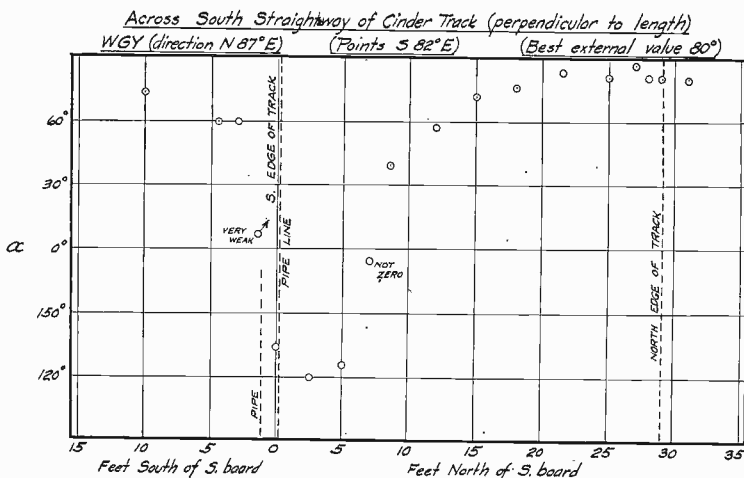 Across South Straightway of Cinder Track (perpendicular to length)
WGY (direction N 87° E) (Points S 82° E) (Best external value 80°)
60°
30°
α 0°
150°
120°
S. EDGE OF TRACK
PIPE LINE
VERY WEAK
NOT ZERO
NORTH EDGE OF TRACK
PIPE
15 10 5 0 5 10 15 20 25 30 35
Feet South of S. board Feet North of S. board